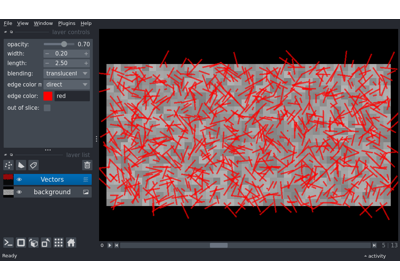 File View Window Plugins Help
layer controls
opacity: 0.70
width: 0.20
length: 2.50
blending: translucent
edge color m direct
edge color: red
out of slice:
layer list
Vectors
background
0 5 13
Ready activity